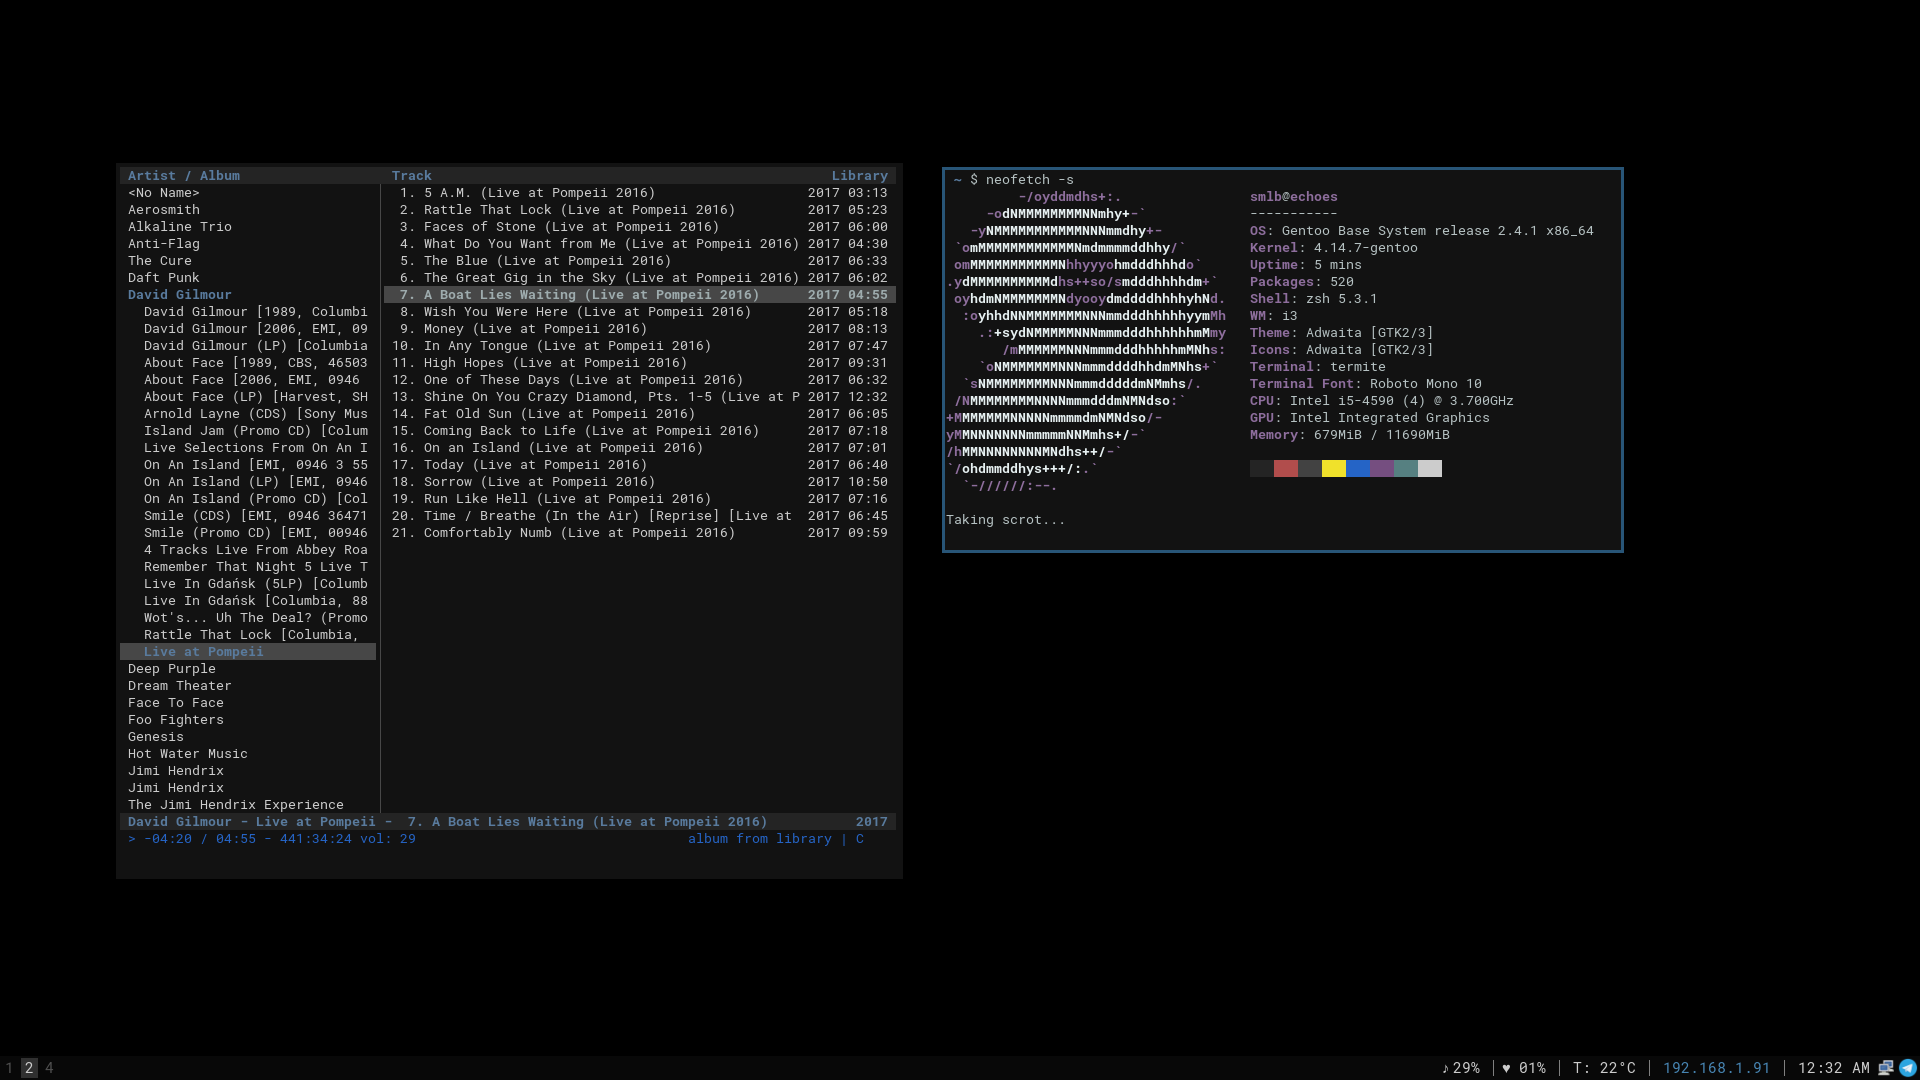 Artist / Album
<No Name>
Aerosmith
Alkaline Trio
Anti-Flag
The Cure
Daft Punk
David Gilmour
David Gilmour [1989, Columbi
David Gilmour [2006, EMI, 09
David Gilmour (LP) [Columbia
About Face [1989, CBS, 46503
About Face [2006, EMI, 0946
About Face (LP) [Harvest, SH
Arnold Layne (CDS) [Sony Mus
Island Jam (Promo CD) [Colum
Live Selections From On An I
On An Island [EMI, 0946 3 55
On An Island (LP) [EMI, 0946
On An Island (Promo CD) [Col
Smile (CDS) [EMI, 0946 36471
Smile (Promo CD) [EMI, 00946
4 Tracks Live From Abbey Roa
Remember That Night 5 Live T
Live In Gdańsk (5LP) [Columb
Live In Gdańsk [Columbia, 88
Wot's... Uh The Deal? (Promo
Rattle That Lock [Columbia,
Live at Pompeii
Deep Purple
Dream Theater
Face To Face
Foo Fighters
Genesis
Hot Water Music
Jimi Hendrix
Jimi Hendrix
The Jimi Hendrix Experience
Track Library
1. 5 A.M. (Live at Pompeii 2016) 2017 03:13
2. Rattle That Lock (Live at Pompeii 2016) 2017 05:23
3. Faces of Stone (Live at Pompeii 2016) 2017 06:00
4. What Do You Want from Me (Live at Pompeii 2016) 2017 04:30
5. The Blue (Live at Pompeii 2016) 2017 06:33
6. The Great Gig in the Sky (Live at Pompeii 2016) 2017 06:02
7. A Boat Lies Waiting (Live at Pompeii 2016) 2017 04:55
8. Wish You Were Here (Live at Pompeii 2016) 2017 05:18
9. Money (Live at Pompeii 2016) 2017 08:13
10. In Any Tongue (Live at Pompeii 2016) 2017 07:47
11. High Hopes (Live at Pompeii 2016) 2017 09:31
12. One of These Days (Live at Pompeii 2016) 2017 06:32
13. Shine On You Crazy Diamond, Pts. 1-5 (Live at P 2017 12:32
14. Fat Old Sun (Live at Pompeii 2016) 2017 06:05
15. Coming Back to Life (Live at Pompeii 2016) 2017 07:18
16. On an Island (Live at Pompeii 2016) 2017 07:01
17. Today (Live at Pompeii 2016) 2017 06:40
18. Sorrow (Live at Pompeii 2016) 2017 10:50
19. Run Like Hell (Live at Pompeii 2016) 2017 07:16
20. Time / Breathe (In the Air) [Reprise] [Live at 2017 06:45
21. Comfortably Numb (Live at Pompeii 2016) 2017 09:59
David Gilmour - Live at Pompeii - 7. A Boat Lies Waiting (Live at Pompeii 2016) 2017
> -04:20 / 04:55 - 441:34:24 vol: 29 album from library | C
~ $ neofetch -s
-/oyddmdhs+:.
-odNMMMMMMMMNNmhy+-`
-yNMMMMMMMMMMMNNNmmdhy+-
`omMMMMMMMMMMMMNmdmmmmddhhy/`
omMMMMMMMMMMMNhhyyyohmdddhhhdo`
.ydMMMMMMMMMMdhs++so/smdddhhhhdm+`
oyhdmNMMMMMMMNdyooydmddddhhhhyhNd.
:oyhhdNNMMMMMMMNNNmmdddhhhhhyymMh
.:+sydNMMMMMNNNmmmdddhhhhhhmMmy
/mMMMMMMNNNmmmdddhhhhhmMNhs:
`oNMMMMMMMNNNmmmddddhhdmMNhs+`
`sNMMMMMMMMNNNmmmdddddmNMmhs/.
/NMMMMMMMMNNNNmmmdddmNMNdso:`
+MMMMMMMNNNNNmmmmdmNMNdso/-
yMMNNNNNNNmmmmmNNMmhs+/-`
/hMMNNNNNNNNMNdhs++/-`
`/ohdmmddhys+++/:.`
`-//////:--.
smlb@echoes
-----------
OS: Gentoo Base System release 2.4.1 x86_64
Kernel: 4.14.7-gentoo
Uptime: 5 mins
Packages: 520
Shell: zsh 5.3.1
WM: i3
Theme: Adwaita [GTK2/3]
Icons: Adwaita [GTK2/3]
Terminal: termite
Terminal Font: Roboto Mono 10
CPU: Intel i5-4590 (4) @ 3.700GHz
GPU: Intel Integrated Graphics
Memory: 679MiB / 11690MiB
Taking scrot...
1 2 4
♪29% | ♥ 01% | T: 22°C | 192.168.1.91 | 12:32 AM